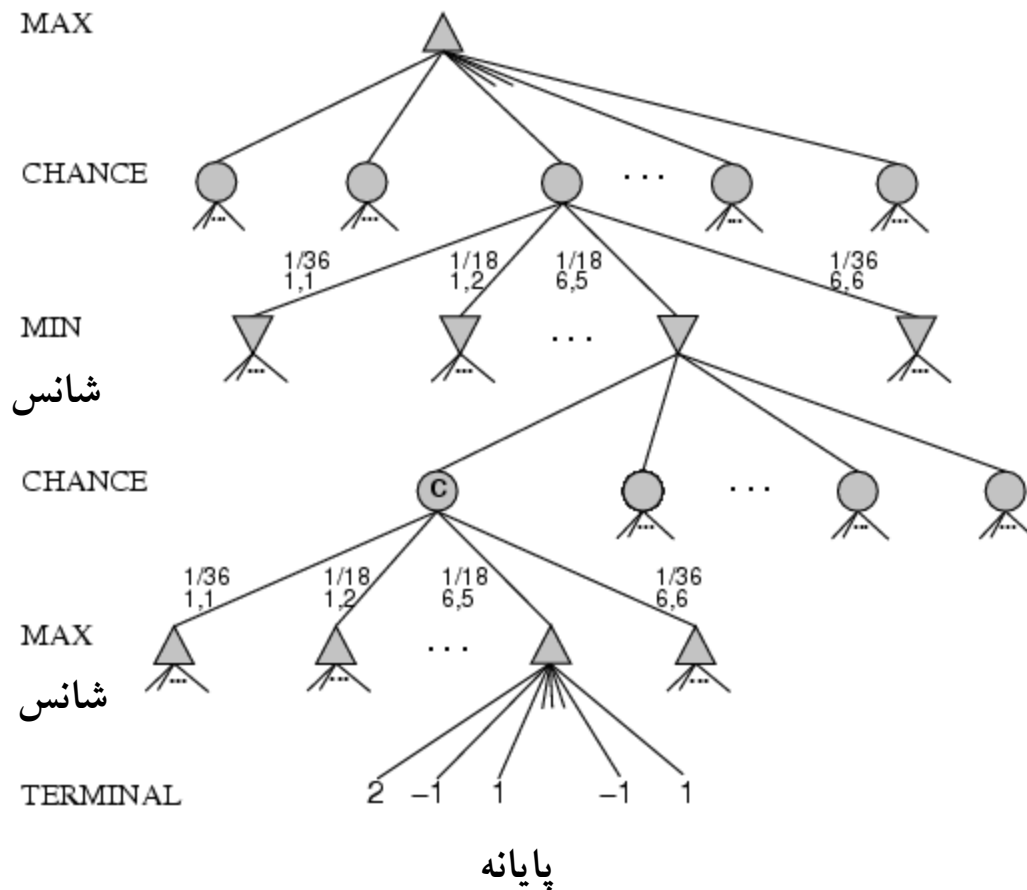 MAX
CHANCE
... ... ... ... ...
. . .
1/36 1/18 1/18 1/36
1,1 1,2 6,5 6,6
MIN
. . .
... ... ...
شانس
CHANCE
C
. . .
... ... ...
1/36 1/18 1/18 1/36
1,1 1,2 6,5 6,6
MAX
. . .
... ... ...
شانس
TERMINAL
2 −1 1 −1 1
پایانه